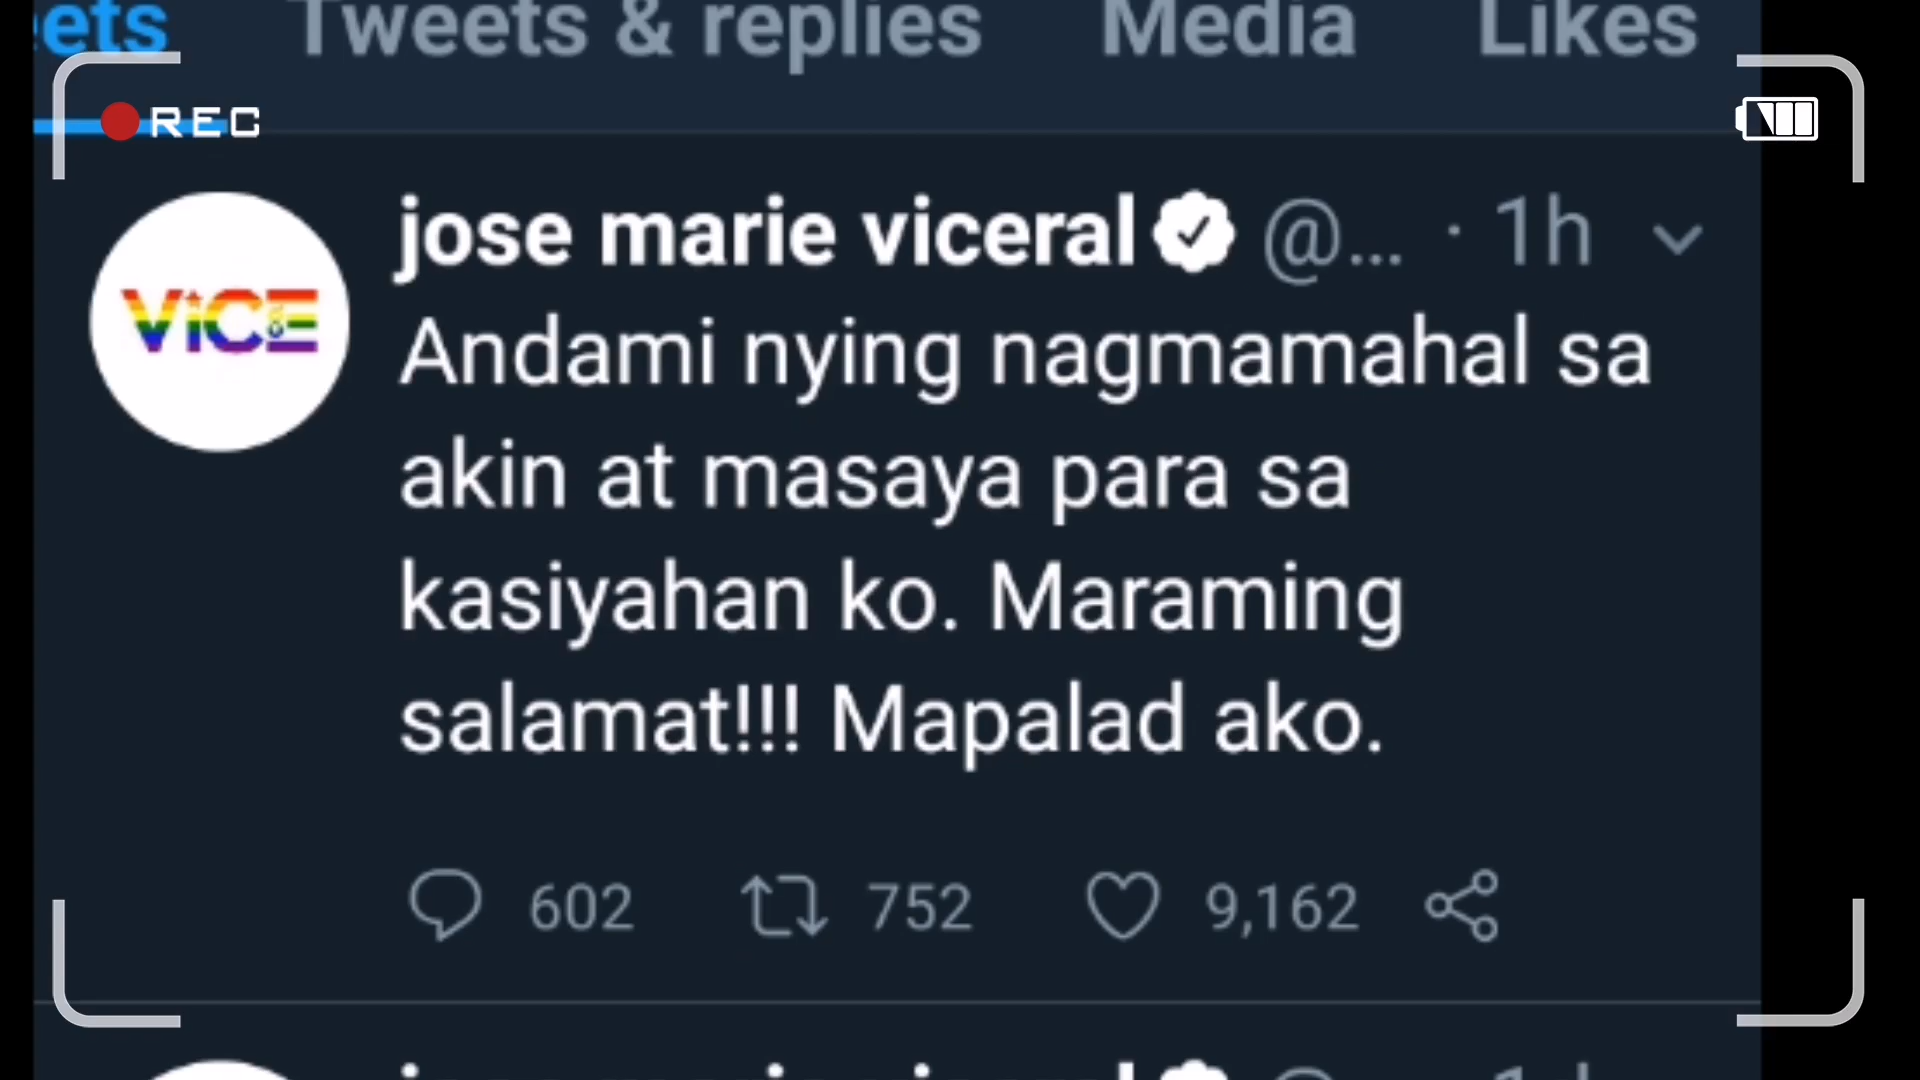 ets Tweets & replies Media Likes
REC
jose marie viceral @... · 1h
VICE
Andami nying nagmamahal sa
akin at masaya para sa
kasiyahan ko. Maraming
salamat!!! Mapalad ako.
602 752 9,162